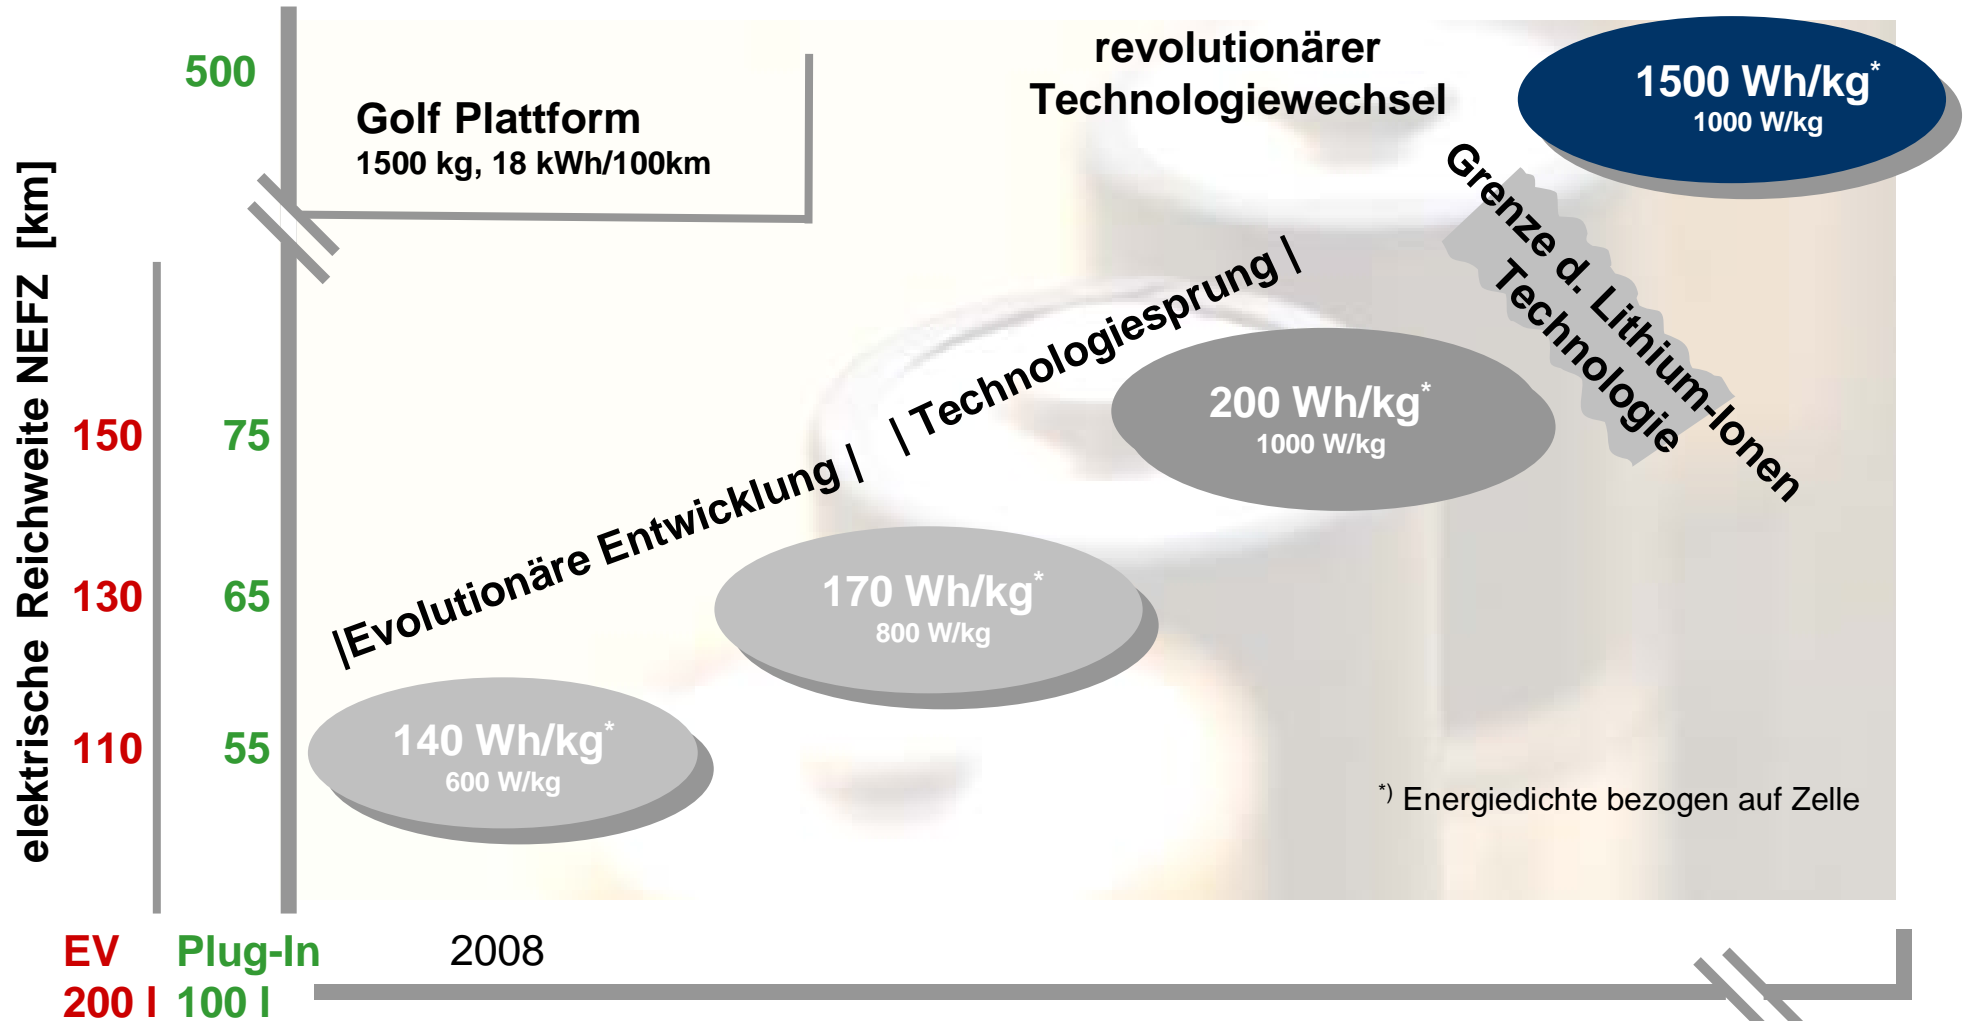 500
revolutionärer
Technologiewechsel
1500 Wh/kg*
1000 W/kg
Golf Plattform
1500 kg, 18 kWh/100km
elektrische Reichweite NEFZ [km]
Grenze d. Lithium-Ionen
Technologie
| Technologiesprung |
|Evolutionäre Entwicklung |
200 Wh/kg*
1000 W/kg
150
75
170 Wh/kg*
800 W/kg
130
65
140 Wh/kg*
600 W/kg
110
55
*) Energiedichte bezogen auf Zelle
EV Plug-In 2008
200 l 100 l